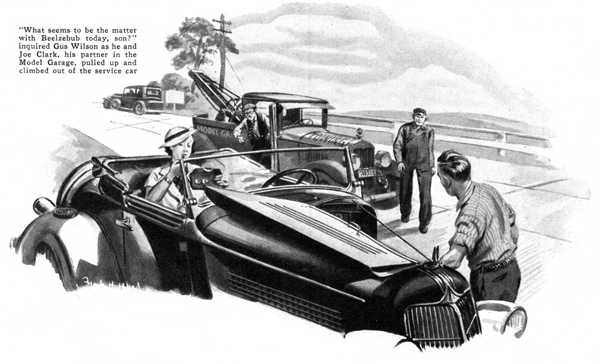 "What seems to be the matter
with Beelzebub today, son?"
inquired Gus Wilson as he and
Joe Clark, his partner in the
Model Garage, pulled up and
climbed out of the service car
MODEL GA